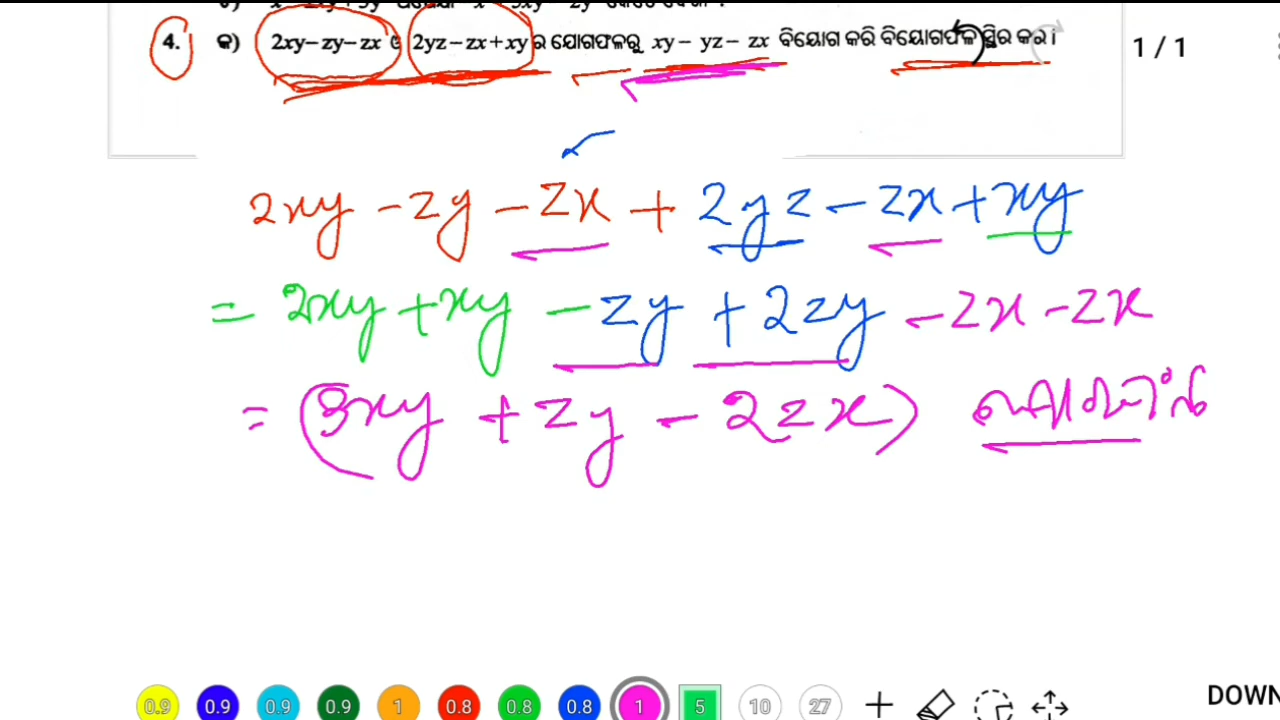 4. କ) 2xy–zy–zx ଓ 2yz–zx+xyର ଯୋଗଫଳରୁ xy– yz– zx ବିୟୋଗ କରି ବିୟୋଗଫଳ ସ୍ଥିର କର।
1 / 1
2xy - zy - zx + 2yz - zx + xy
= 2xy + xy - zy + 2zy - zx - zx
= (3xy + zy - 2zx)
0.9 0.9 0.9 0.9 1 0.8 0.8 0.8 1 5 10 27
DOWN